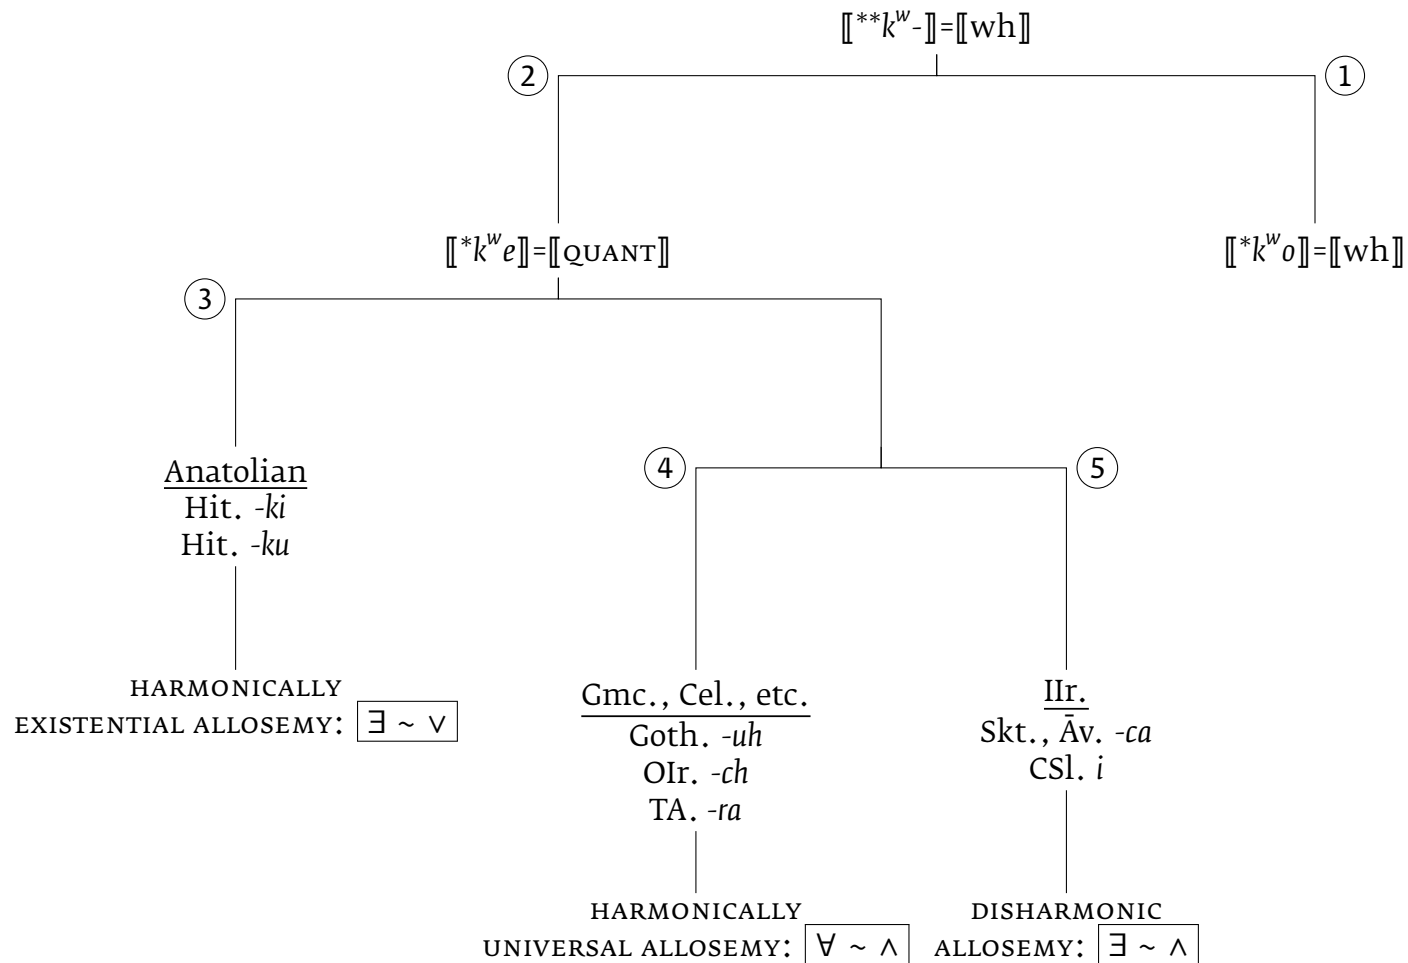 ⟦**kʷ-⟧=⟦wh⟧
② ①
⟦*kʷe⟧=⟦QUANT⟧ ⟦*kʷo⟧=⟦wh⟧
③
④ ⑤
Anatolian
Hit. -ki
Hit. -ku
HARMONICALLY
EXISTENTIAL ALLOSEMY: ∃ ~ ∨
Gmc., Cel., etc.
Goth. -uh
OIr. -ch
TA. -ra
HARMONICALLY
UNIVERSAL ALLOSEMY: ∀ ~ ∧
IIr.
Skt., Āv. -ca
CSl. i
DISHARMONIC
ALLOSEMY: ∃ ~ ∧